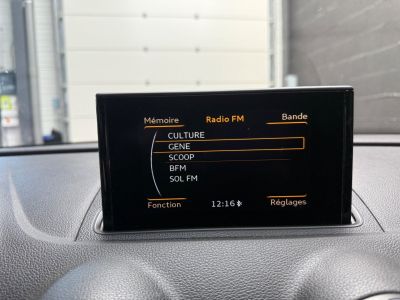 Mémoire Radio FM Bande
CULTURE
GENE
SCOOP
BFM
SOL FM
Fonction 12:16 Réglages